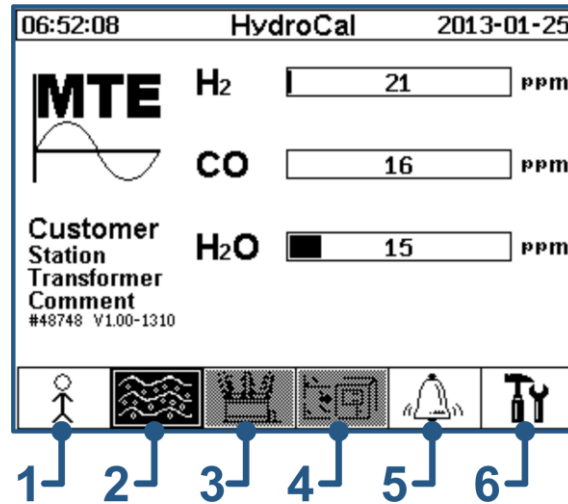 06:52:08 HydroCal 2013-01-25
MTE
H2 21 ppm
CO 16 ppm
H2O 15 ppm
Customer
Station
Transformer
Comment
#48748 V1.00-1310
1 2 3 4 5 6